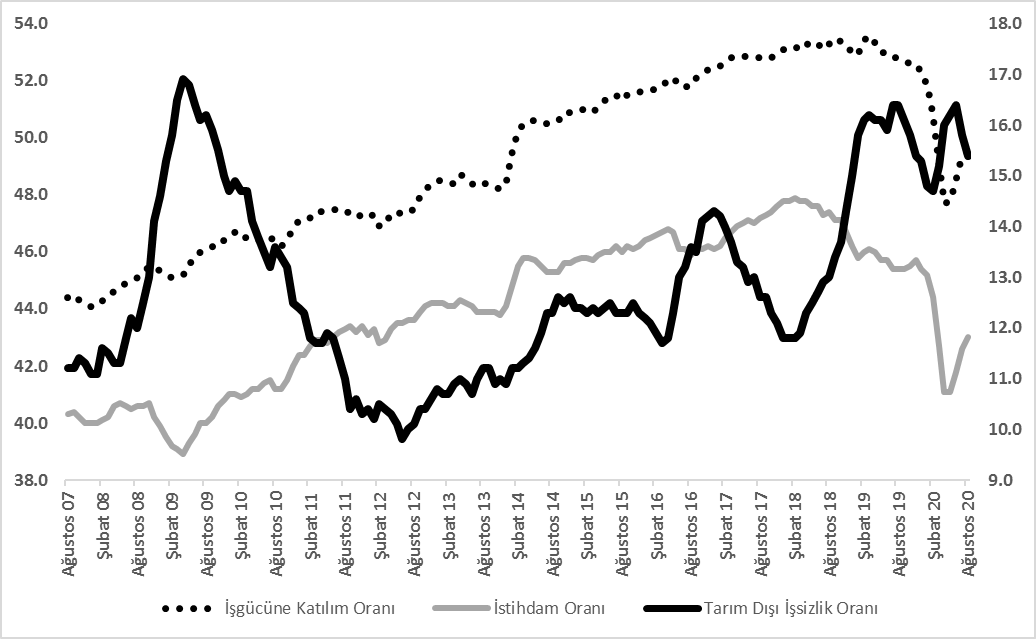 54.0
52.0
50.0
48.0
46.0
44.0
42.0
40.0
38.0
18.0
17.0
16.0
15.0
14.0
13.0
12.0
11.0
10.0
9.0
Ağustos 07
Şubat 08
Ağustos 08
Şubat 09
Ağustos 09
Şubat 10
Ağustos 10
Şubat 11
Ağustos 11
Şubat 12
Ağustos 12
Şubat 13
Ağustos 13
Şubat 14
Ağustos 14
Şubat 15
Ağustos 15
Şubat 16
Ağustos 16
Şubat 17
Ağustos 17
Şubat 18
Ağustos 18
Şubat 19
Ağustos 19
Şubat 20
Ağustos 20
İşgücüne Katılım Oranı İstihdam Oranı Tarım Dışı İşsizlik Oranı